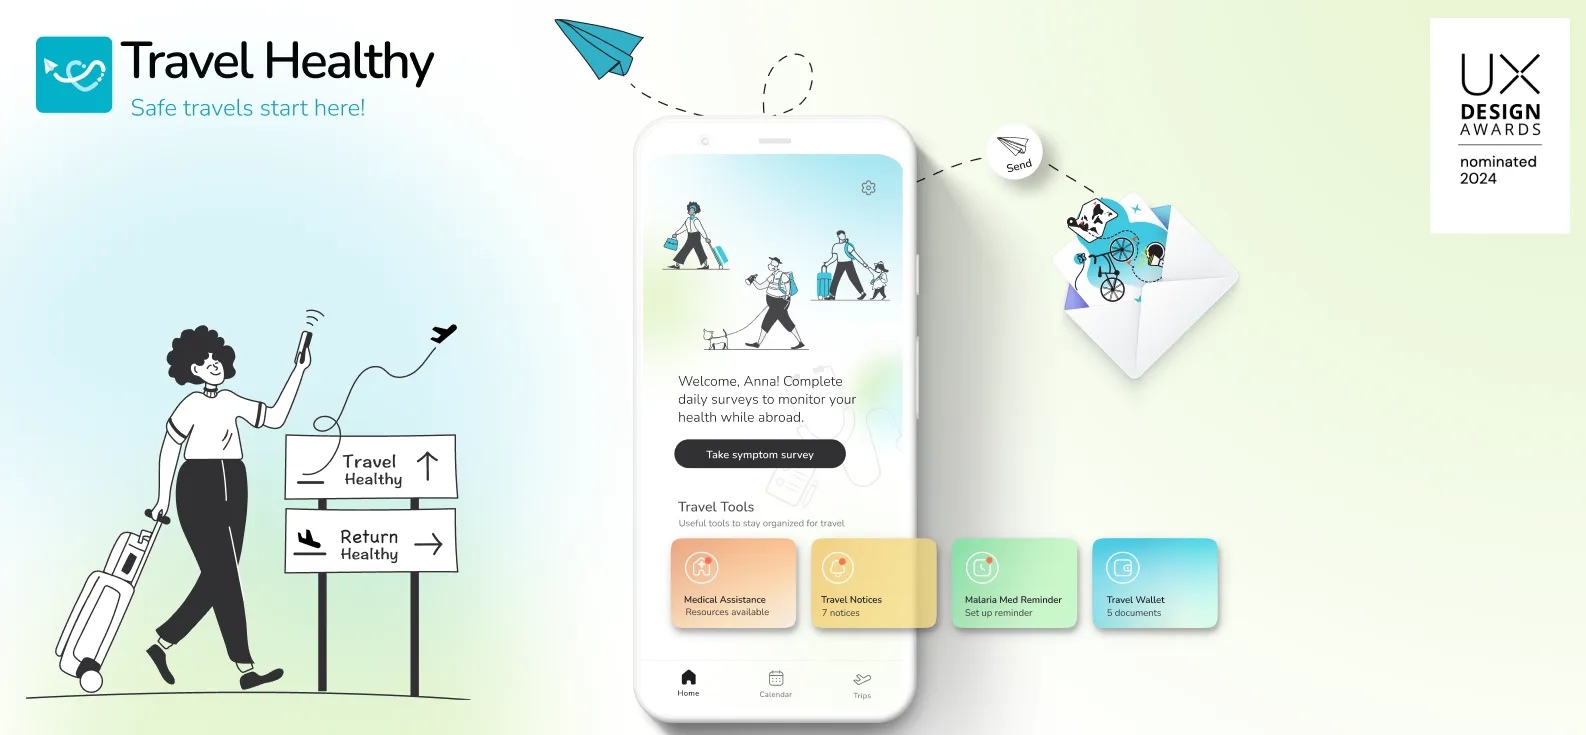 Travel Healthy
Safe travels start here!
UX
DESIGN
AWARDS
nominated
2024
Send
Welcome, Anna! Complete
daily surveys to monitor your
health while abroad.
Take symptom survey
Travel
Healthy
Return
Healthy
Travel Tools
Useful tools to stay organized for travel
Medical Assistance
Resources available
Travel Notices
7 notices
Malaria Med Reminder
Set up reminder
Travel Wallet
5 documents
Home
Calendar
Trips